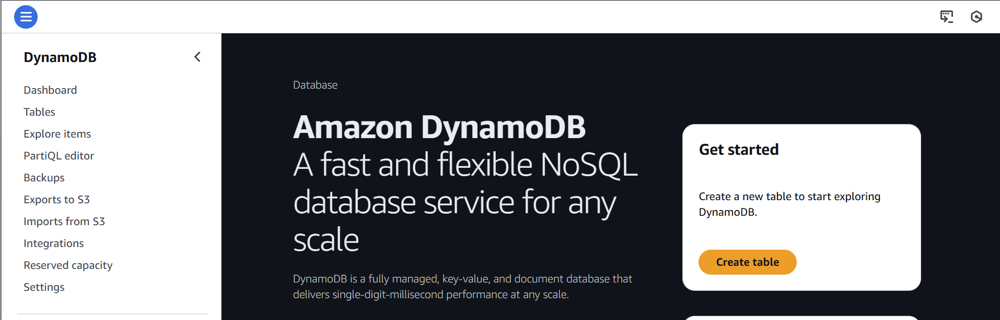 DynamoDB
Dashboard
Tables
Explore items
PartiQL editor
Backups
Exports to S3
Imports from S3
Integrations
Reserved capacity
Settings
Database
Amazon DynamoDB
A fast and flexible NoSQL
database service for any
scale
DynamoDB is a fully managed, key-value, and document database that
delivers single-digit-millisecond performance at any scale.
Get started
Create a new table to start exploring
DynamoDB.
Create table